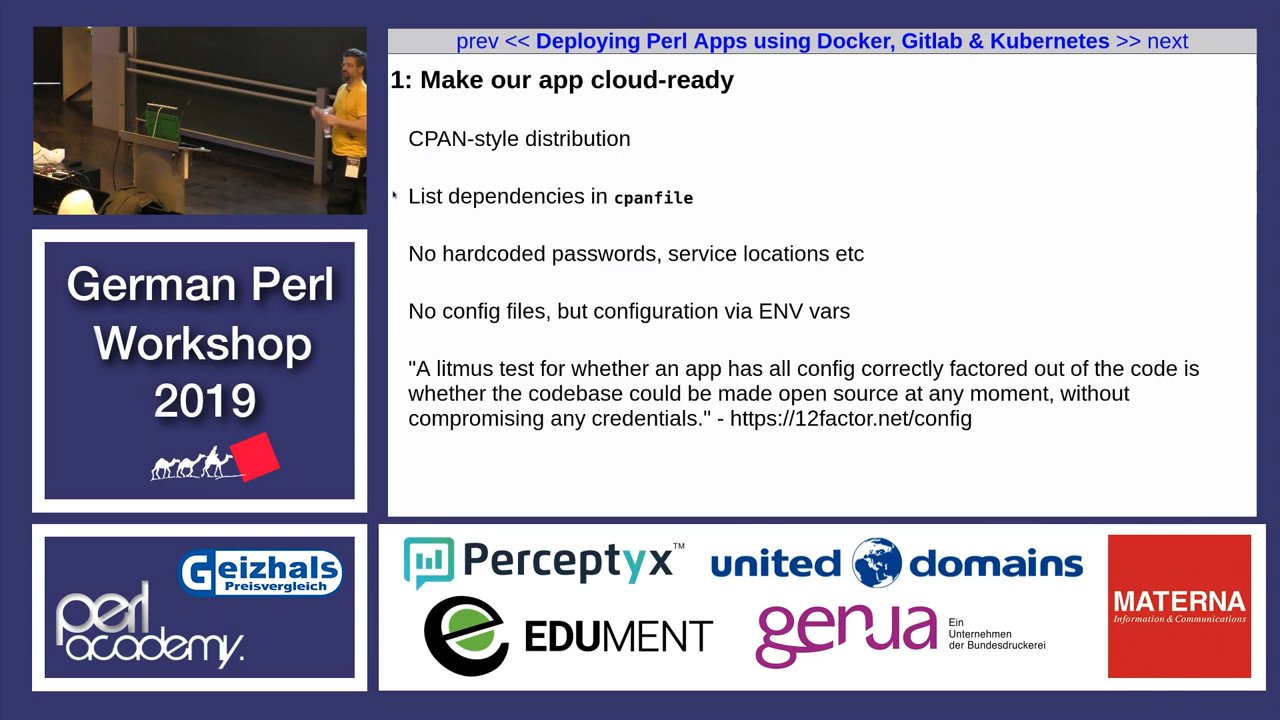 prev << Deploying Perl Apps using Docker, Gitlab & Kubernetes >> next
1: Make our app cloud-ready
CPAN-style distribution
List dependencies in cpanfile
No hardcoded passwords, service locations etc
No config files, but configuration via ENV vars
"A litmus test for whether an app has all config correctly factored out of the code is
whether the codebase could be made open source at any moment, without
compromising any credentials." - https://12factor.net/config
German Perl
Workshop
2019
Geizhals
Preisvergleich
perl
academy.
Perceptyx™
united domains
EDUMENT
genua
Ein
Unternehmen
der Bundesdruckerei
MATERNA
Information & Communications